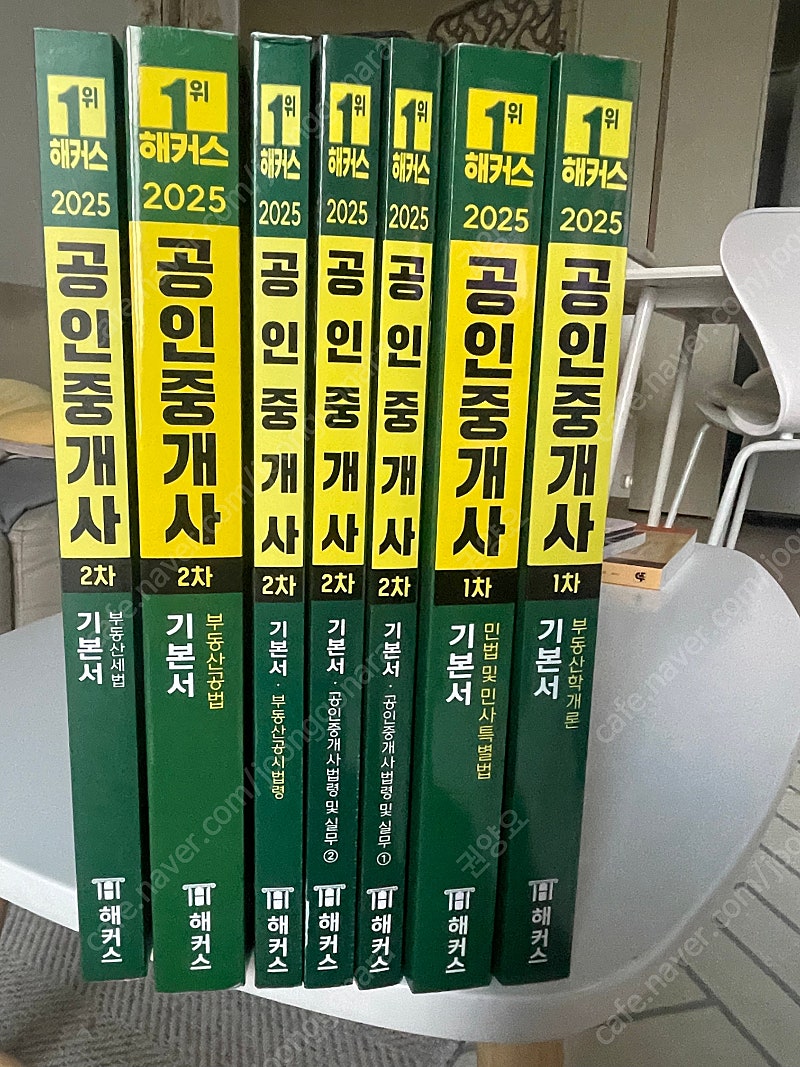 1위
해커스
2025
공인중개사
2차
기본서
부동산세법
해커스
1위
해커스
2025
공인중개사
2차
기본서
부동산공법
해커스
1위
해커스
2025
공인중개사
2차
기본서 · 부동산공시법령
해커스
1위
해커스
2025
공인중개사
2차
기본서 · 공인중개사법령 및 실무 ②
해커스
1위
해커스
2025
공인중개사
2차
기본서 · 공인중개사법령 및 실무 ①
해커스
1위
해커스
2025
공인중개사
1차
기본서
민법 및 민사특별법
해커스
1위
해커스
2025
공인중개사
1차
기본서
부동산학개론
해커스
cafe.naver.com/joonggonara
권양요